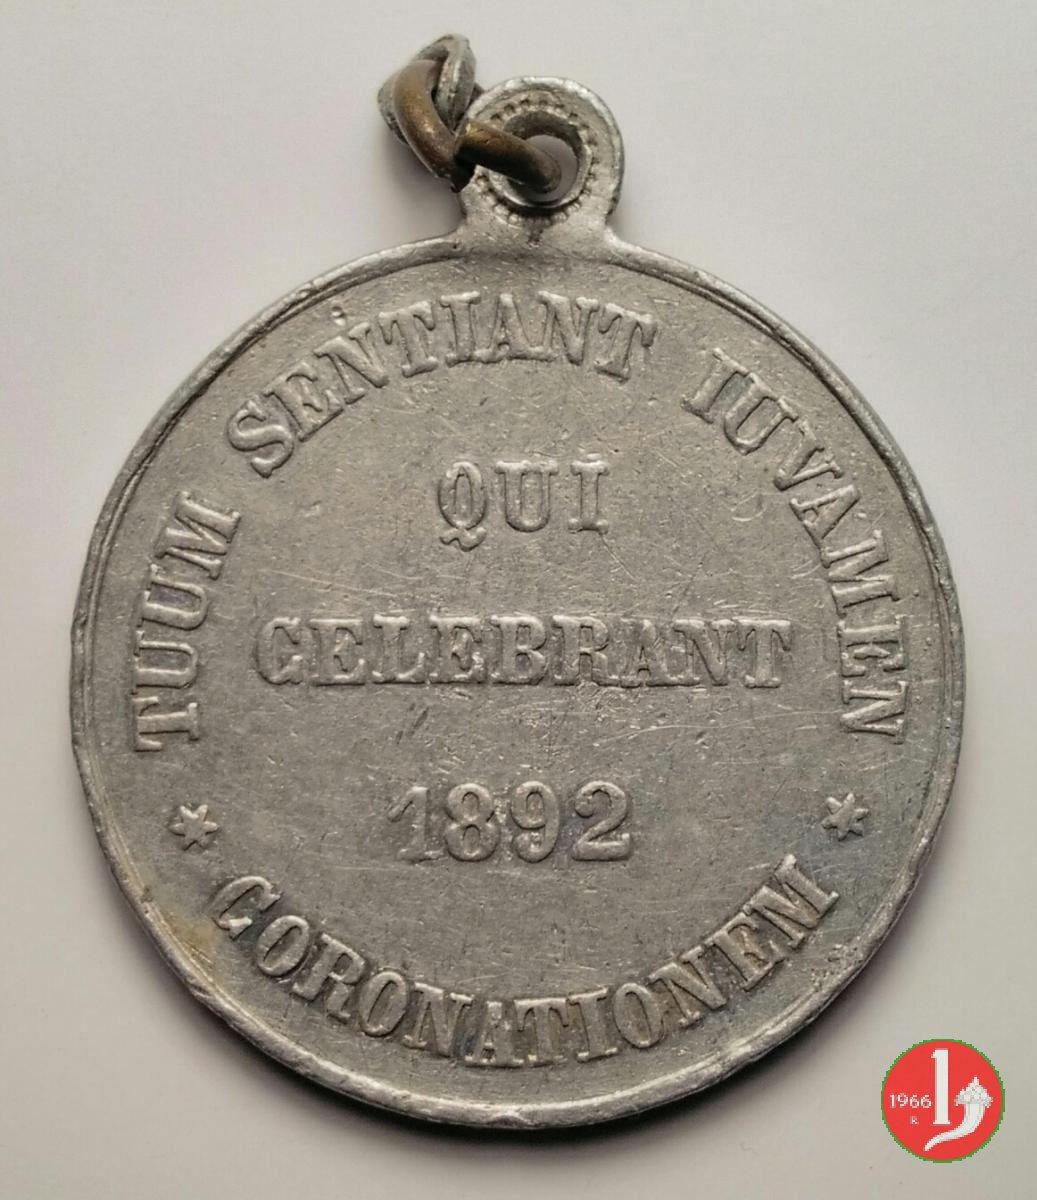 TUUM SENTIANT IUVAMEN
QUI
CELEBRANT
1892
* CORONATIONEM *
1966
R